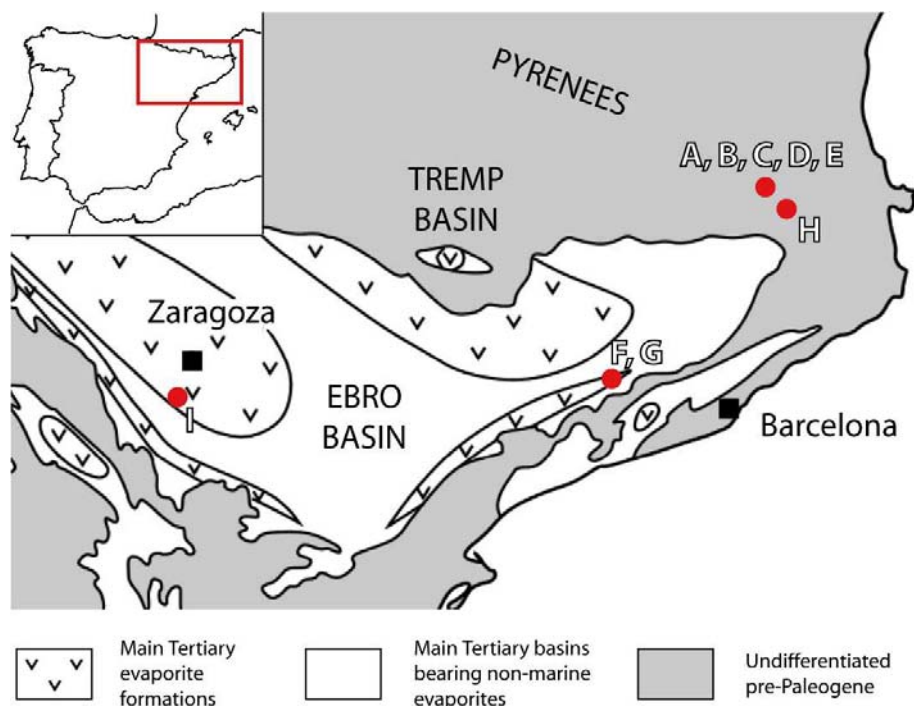 PYRENEES
A, B, C, D, E
TREMP
BASIN
H
Zaragoza
F, G
EBRO
BASIN
I
Barcelona
Main Tertiary
evaporite
formations
Main Tertiary basins
bearing non-marine
evaporites
Undifferentiated
pre-Paleogene